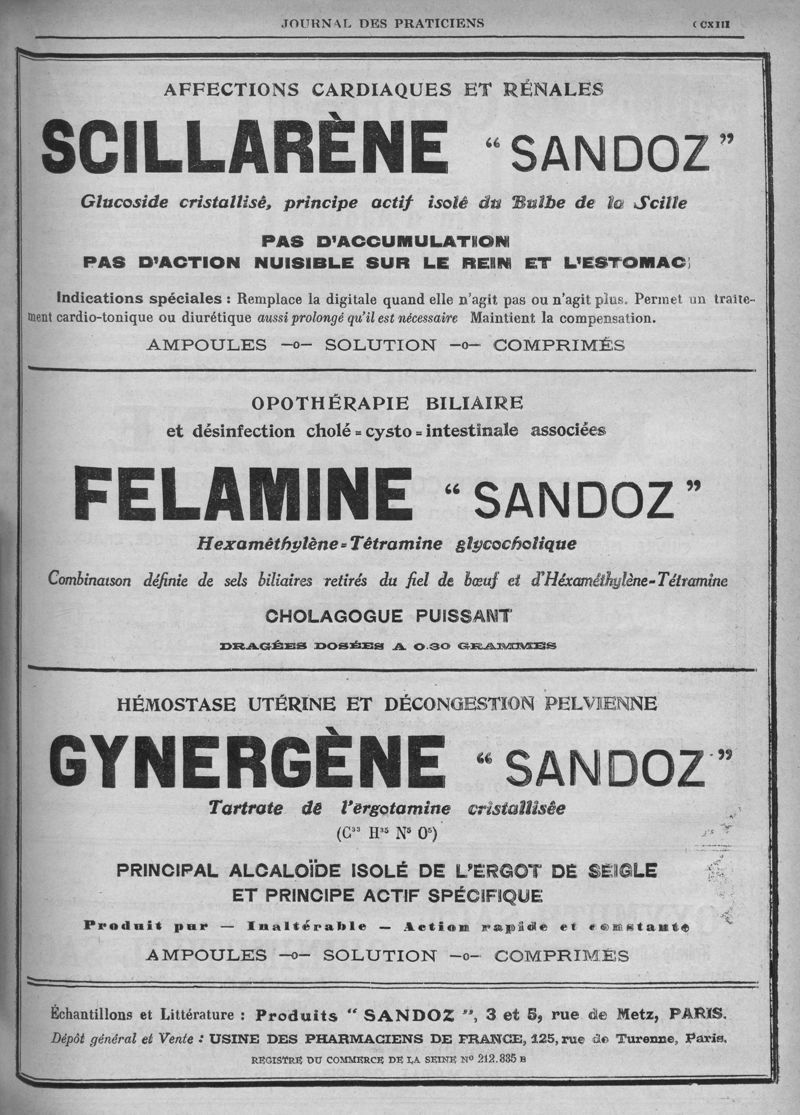 JOURNAL DES PRATICIENS
CXIII
AFFECTIONS CARDIAQUES ET RÉNALES
SCILLARÈNE “ SANDOZ ”
Glucoside cristallisé, principe actif isolé du Bulbe de la Scille
PAS D’ACCUMULATION
PAS D’ACTION NUISIBLE SUR LE REIN ET L’ESTOMAC
Indications spéciales : Remplace la digitale quand elle n’agit pas ou n’agit plus. Permet un traite-
ment cardio-tonique ou diurétique aussi prolongé qu’il est nécessaire Maintient la compensation.
AMPOULES —o— SOLUTION —o— COMPRIMÉS
OPOTHÉRAPIE BILIAIRE
et désinfection cholé=cysto=intestinale associées
FELAMINE “ SANDOZ ”
Hexaméthylène=Tétramine glycocholique
Combinaison définie de sels biliaires retirés du fiel de bœuf et d’Héxaméthylène-Tétramine
CHOLAGOGUE PUISSANT
DRAGÉES DOSÉES A 0.30 GRAMMES
HÉMOSTASE UTÉRINE ET DÉCONGESTION PELVIENNE
GYNERGÈNE “ SANDOZ ”
Tartrate de l’ergotamine cristallisée
(C³³ H³⁵ N⁵ O⁵)
PRINCIPAL ALCALOÏDE ISOLÉ DE L’ERGOT DE SEIGLE
ET PRINCIPE ACTIF SPÉCIFIQUE
Produit pur — Inaltérable — Action rapide et constante
AMPOULES —o— SOLUTION —o— COMPRIMÉS
Échantillons et Littérature : Produits “ SANDOZ ”, 3 et 5, rue de Metz, PARIS.
Dépôt général et Vente : USINE DES PHARMACIENS DE FRANCE, 125, rue de Turenne, Paris.
REGISTRE DU COMMERCE DE LA SEINE Nº 212.835 B